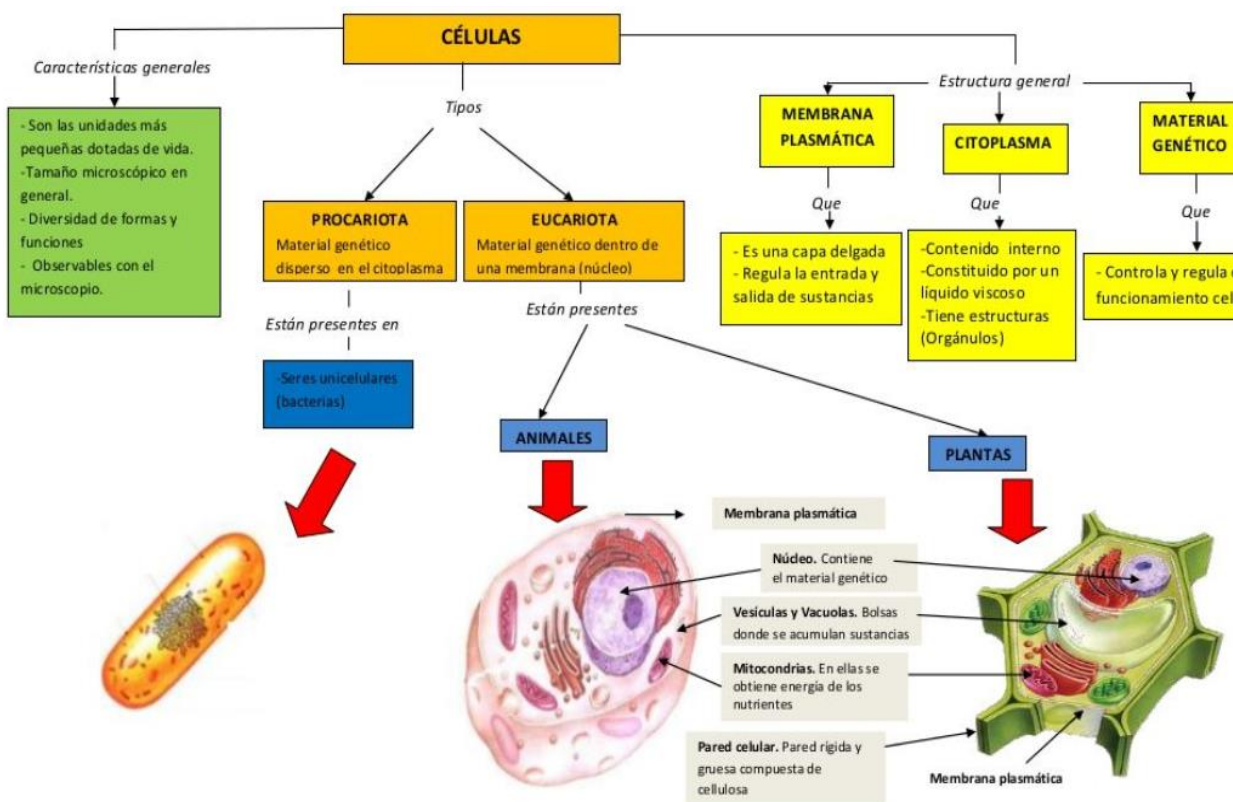 CÉLULAS
Características generales
- Son las unidades más
pequeñas dotadas de vida.
-Tamaño microscópico en
general.
- Diversidad de formas y
funciones
- Observables con el
microscopio.
Tipos
PROCARIOTA
Material genético
disperso en el citoplasma
EUCARIOTA
Material genético dentro de
una membrana (núcleo)
Están presentes en
-Seres unicelulares
(bacterias)
Están presentes
ANIMALES
PLANTAS
Estructura general
MEMBRANA
PLASMÁTICA
Que
- Es una capa delgada
- Regula la entrada y
salida de sustancias
CITOPLASMA
Que
-Contenido interno
-Constituido por un
líquido viscoso
-Tiene estructuras
(Orgánulos)
MATERIAL
GENÉTICO
Que
- Controla y regula
funcionamiento
Membrana plasmática
Núcleo. Contiene
el material genético
Vesículas y Vacuolas. Bolsas
donde se acumulan sustancias
Mitocondrias. En ellas se
obtiene energía de los
nutrientes
Pared celular. Pared rígida y
gruesa compuesta de
cellulosa
Membrana plasmática